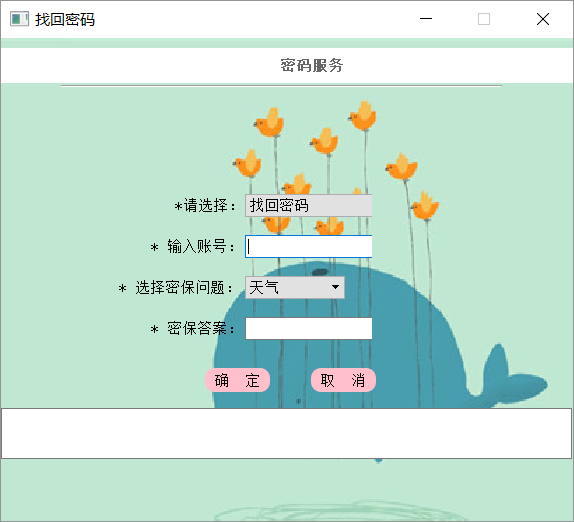 找回密码
密码服务
*请选择: 找回密码
* 输入账号:
* 选择密保问题: 天气
* 密保答案:
确 定 取 消